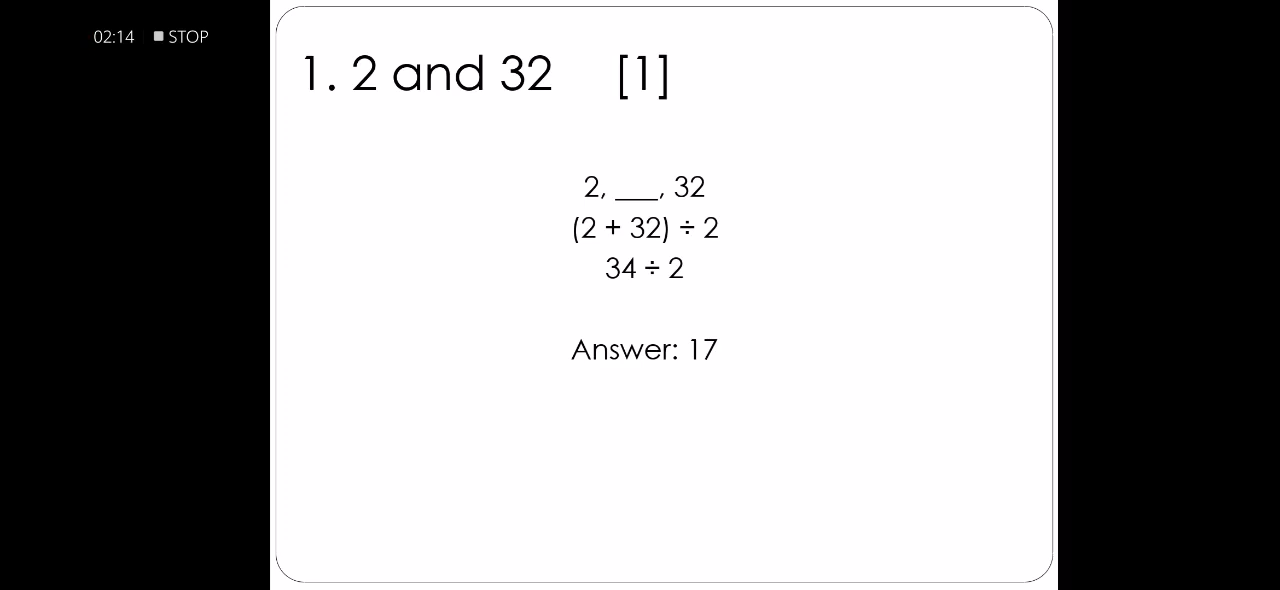 02:14 STOP
1. 2 and 32 [1]
2, ___, 32
(2 + 32) ÷ 2
34 ÷ 2
Answer: 17